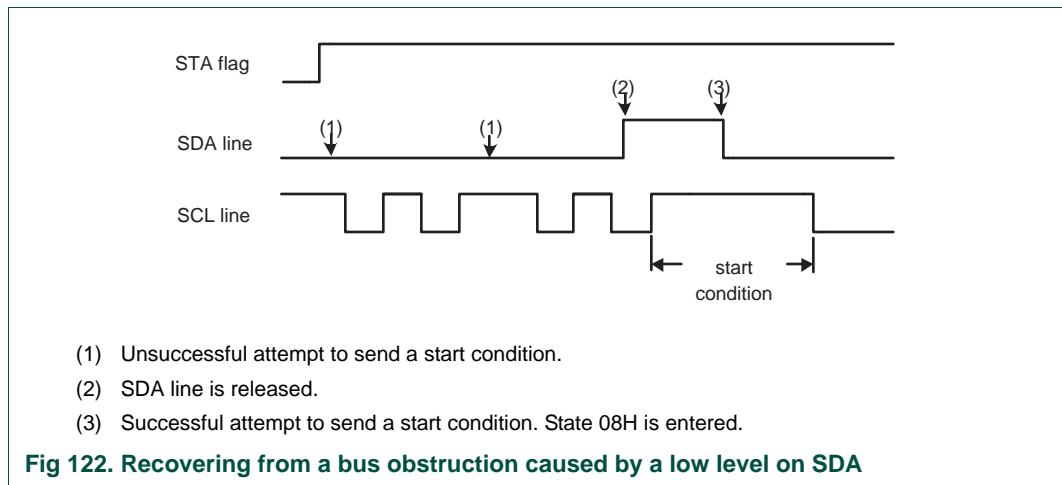 STA flag
(2) (3)
(1) (1)
SDA line
SCL line
start
condition
(1) Unsuccessful attempt to send a start condition.
(2) SDA line is released.
(3) Successful attempt to send a start condition. State 08H is entered.
Fig 122. Recovering from a bus obstruction caused by a low level on SDA